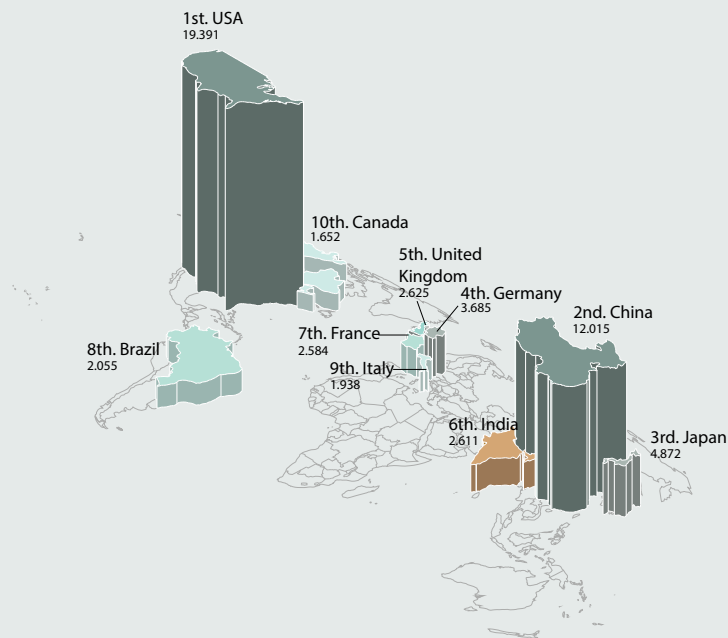 1st. USA
19.391
10th. Canada
1.652
5th. United
Kingdom
2.625
4th. Germany
3.685
2nd. China
12.015
7th. France
2.584
8th. Brazil
2.055
9th. Italy
1.938
6th. India
2.611
3rd. Japan
4.872